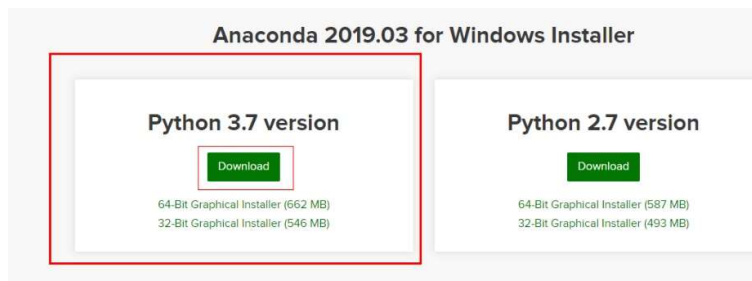 Anaconda 2019.03 for Windows Installer
Python 3.7 version
Download
64-Bit Graphical Installer (662 MB)
32-Bit Graphical Installer (546 MB)
Python 2.7 version
Download
64-Bit Graphical Installer (587 MB)
32-Bit Graphical Installer (493 MB)